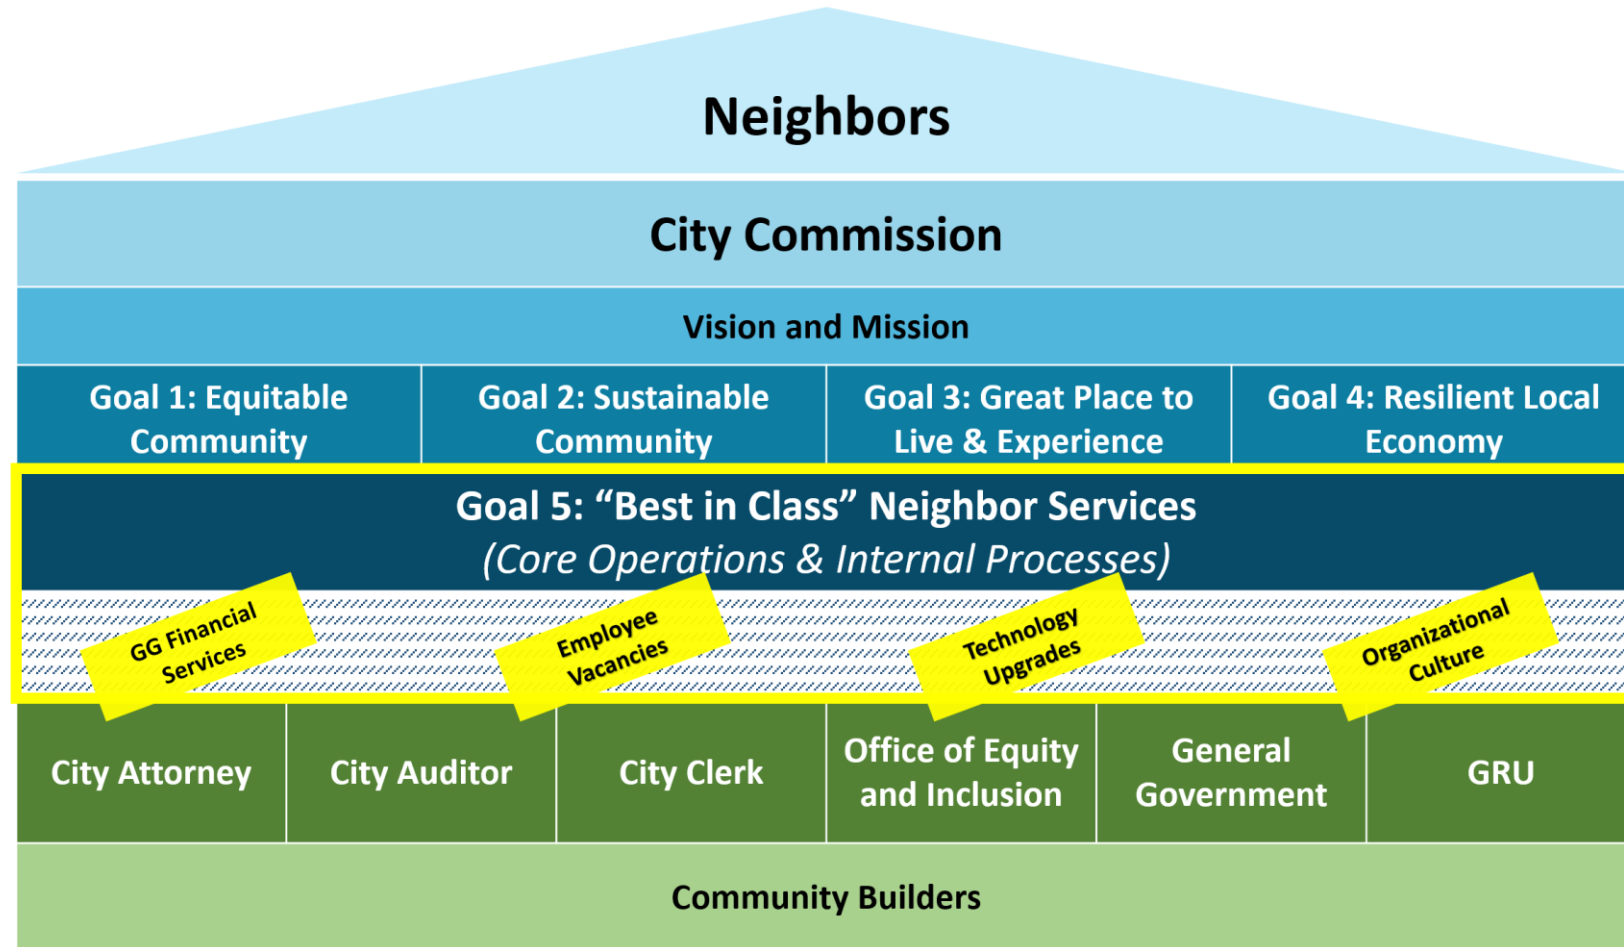 Neighbors
City Commission
Vision and Mission
Goal 1: Equitable
Community
Goal 2: Sustainable
Community
Goal 3: Great Place to
Live & Experience
Goal 4: Resilient Local
Economy
Goal 5: “Best in Class” Neighbor Services
(Core Operations & Internal Processes)
GG Financial
Services
Employee
Vacancies
Technology
Upgrades
Organizational
Culture
City Attorney
City Auditor
City Clerk
Office of Equity
and Inclusion
General
Government
GRU
Community Builders